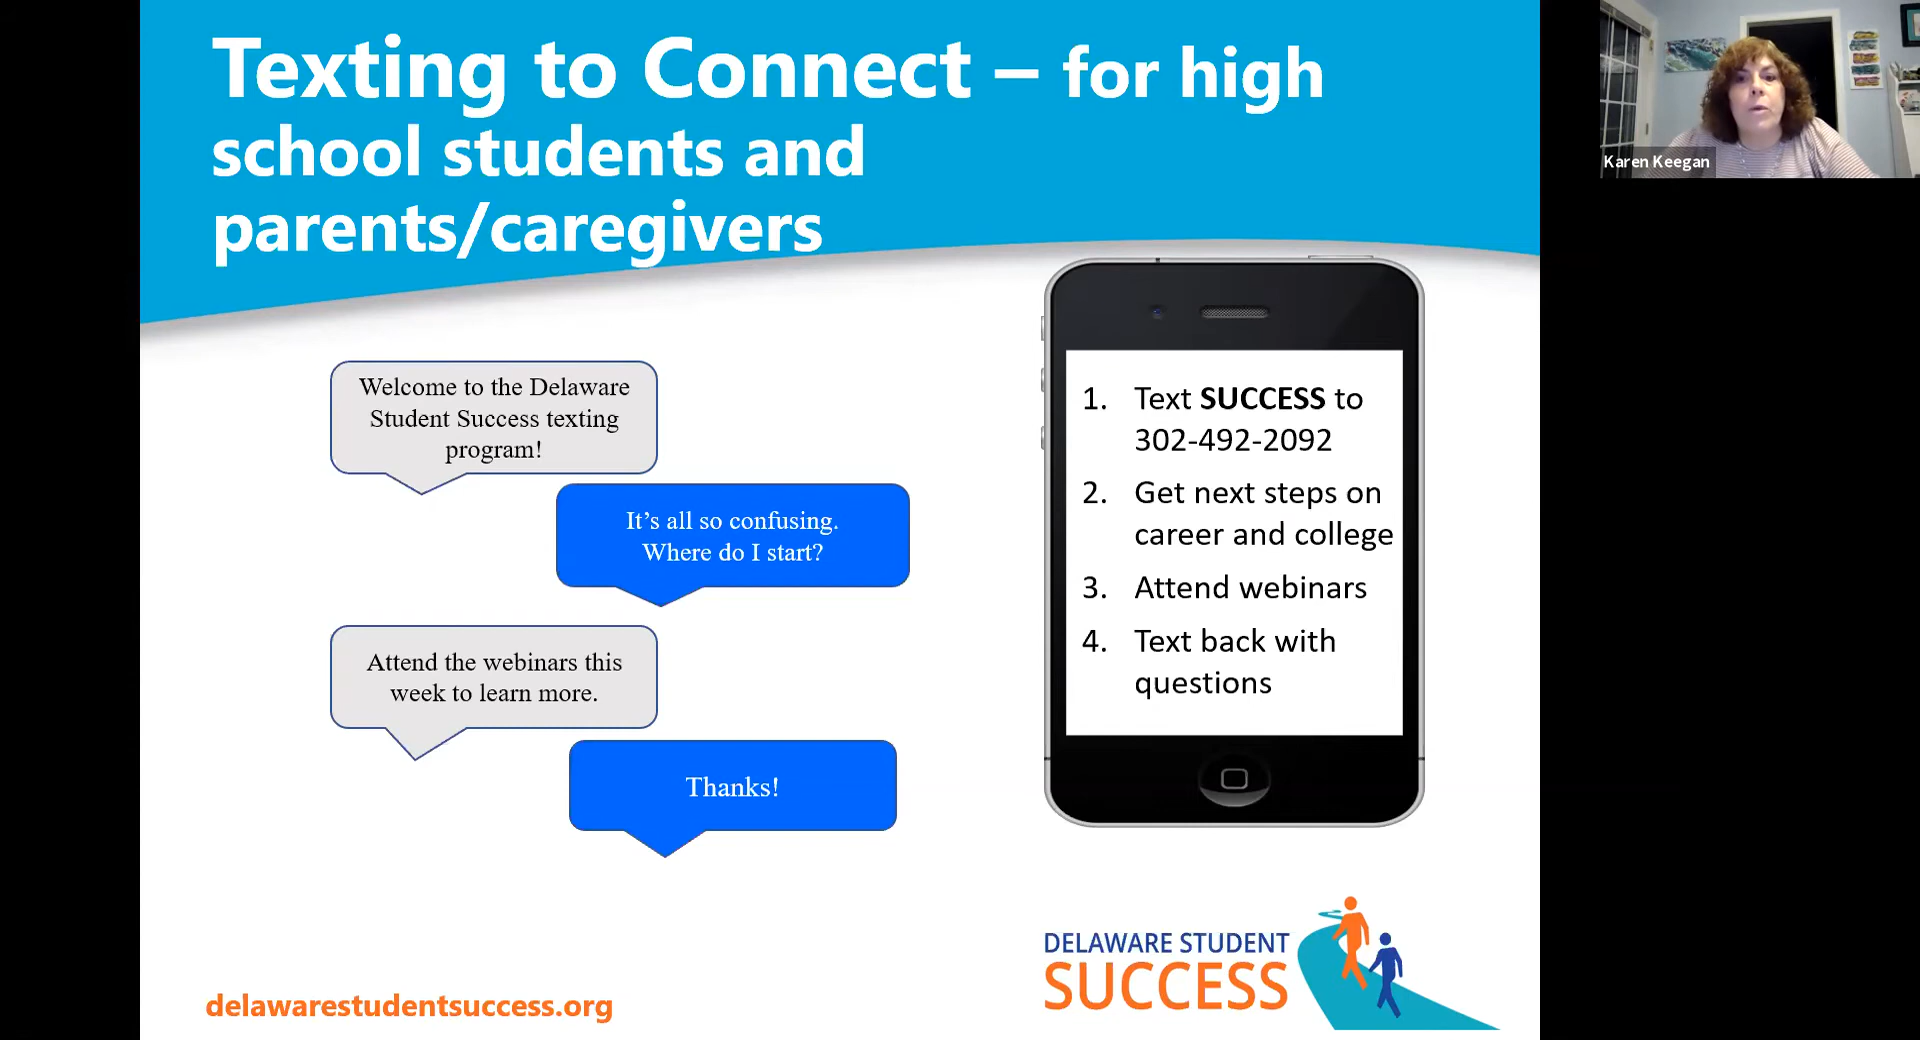 Texting to Connect – for high
school students and
parents/caregivers
Karen Keegan
Welcome to the Delaware
Student Success texting
program!
It’s all so confusing.
Where do I start?
Attend the webinars this
week to learn more.
Thanks!
1. Text SUCCESS to
302-492-2092
2. Get next steps on
career and college
3. Attend webinars
4. Text back with
questions
delawarestudentsuccess.org
DELAWARE STUDENT
SUCCESS